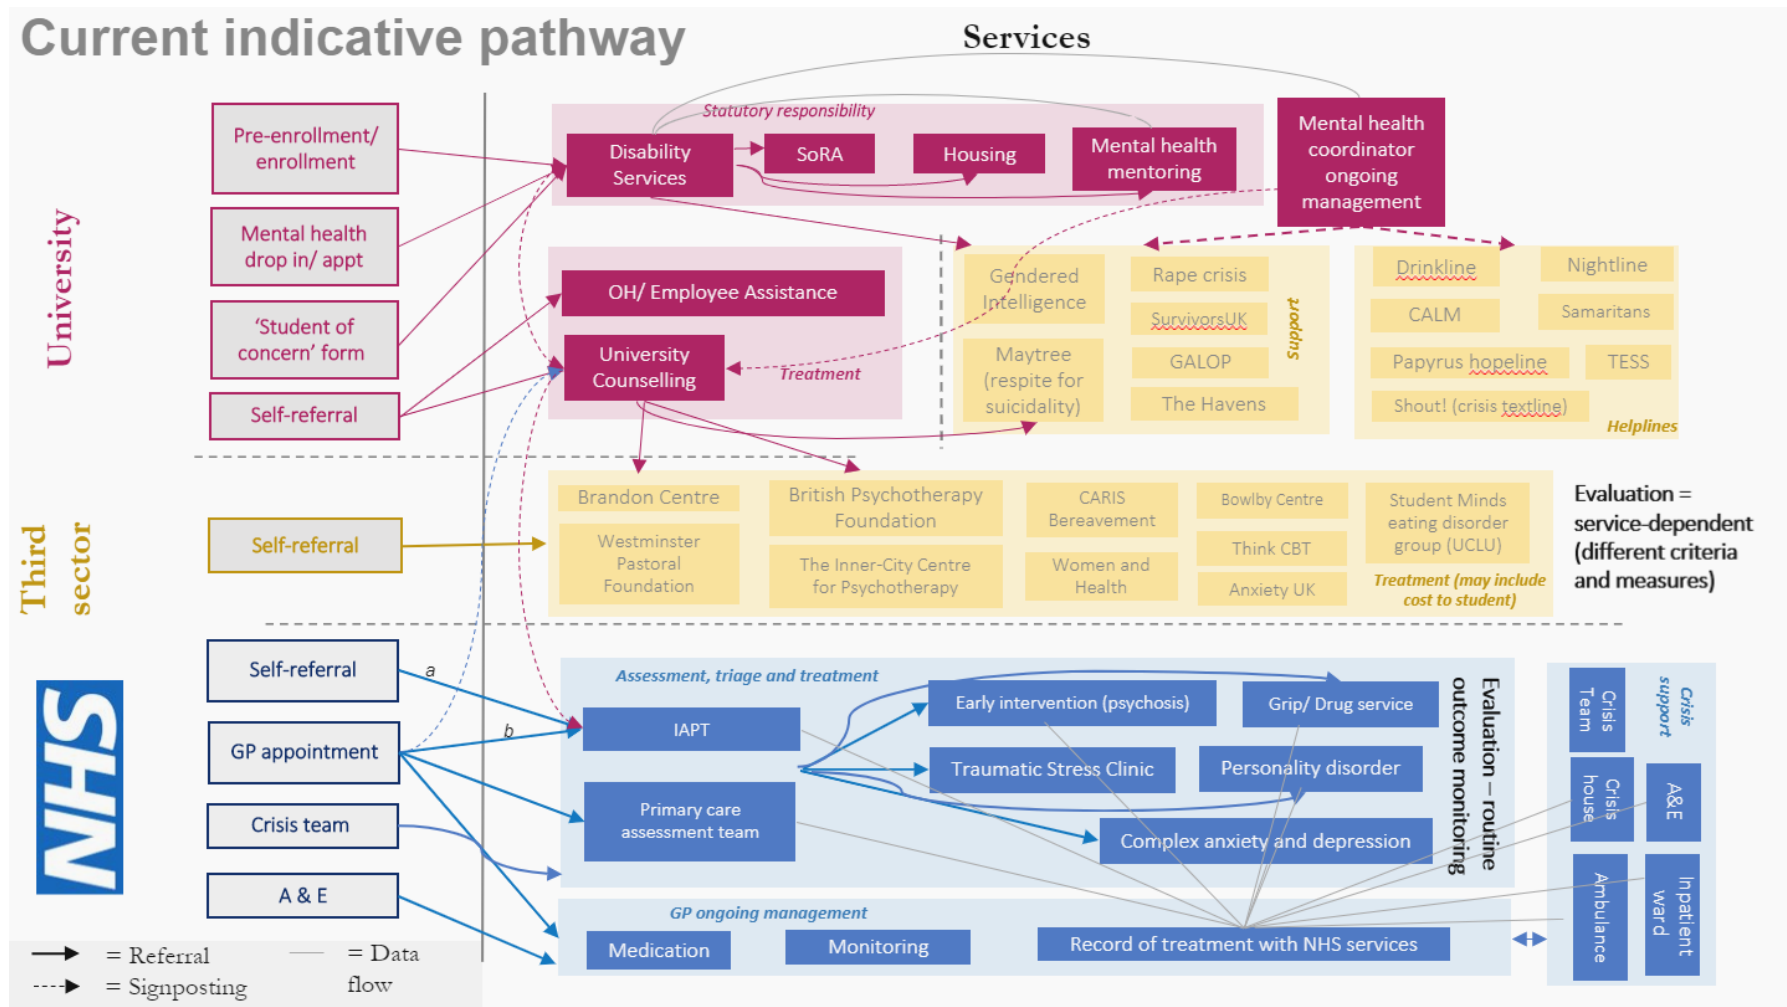 Current indicative pathway
Services
University
Pre-enrollment/
enrollment
Mental health
drop in/ appt
‘Student of
concern’ form
Self-referral
Statutory responsibility
Disability
Services
SoRA
Housing
Mental health
mentoring
Mental health
coordinator
ongoing
management
OH/ Employee Assistance
University
Counselling
Treatment
Gendered
Intelligence
Maytree
(respite for
suicidality)
Rape crisis
SurvivorsUK
GALOP
The Havens
Support
Drinkline
Nightline
CALM
Samaritans
Papyrus hopeline
TESS
Shout! (crisis textline)
Helplines
Third
sector
Self-referral
Brandon Centre
Westminster
Pastoral
Foundation
British Psychotherapy
Foundation
The Inner-City Centre
for Psychotherapy
CARIS
Bereavement
Women and
Health
Bowlby Centre
Think CBT
Anxiety UK
Student Minds
eating disorder
group (UCLU)
Treatment (may include
cost to student)
Evaluation =
service-dependent
(different criteria
and measures)
NHS
Self-referral
GP appointment
Crisis team
A & E
a
b
Assessment, triage and treatment
IAPT
Primary care
assessment team
Early intervention (psychosis)
Grip/ Drug service
Traumatic Stress Clinic
Personality disorder
Complex anxiety and depression
Evaluation – routine
outcome monitoring
GP ongoing management
Medication
Monitoring
Record of treatment with NHS services
Crisis
support
Crisis
Team
Crisis
house
A&E
Ambulance
Inpatient
ward
= Referral
= Signposting
= Data
flow